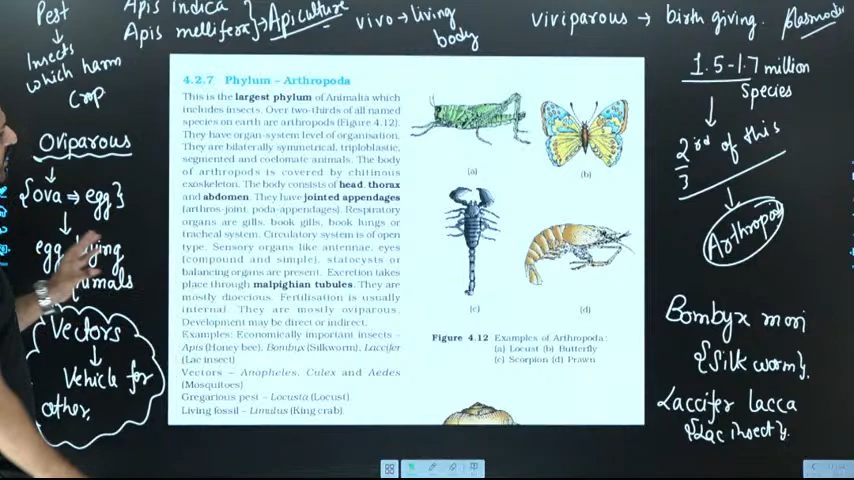 Pest
↓
Insects
which harm
Crop
Oviparous
↓
{ova ⇒ egg}
↓
egg laying
Vectors
↓
Vehicle for
other.
Apis indica
Apis mellifera} → Apiculture
vivo → living
body
viviparous → birth giving.
4.2.7 Phylum – Arthropoda
This is the largest phylum of Animalia which
includes insects. Over two-thirds of all named
species on earth are arthropods (Figure 4.12).
They have organ-system level of organisation.
They are bilaterally symmetrical, triploblastic,
segmented and coelomate animals. The body
of arthropods is covered by chitinous
exoskeleton. The body consists of head, thorax
and abdomen. They have jointed appendages
(arthros-joint, poda-appendages). Respiratory
organs are gills, book gills, book lungs or
tracheal system. Circulatory system is of open
type. Sensory organs like antennae, eyes
(compound and simple), statocysts or
balancing organs are present. Excretion takes
place through malpighian tubules. They are
mostly dioecious. Fertilisation is usually
internal. They are mostly oviparous.
Development may be direct or indirect.
Examples: Economically important insects –
Apis (Honey bee), Bombyx (Silkworm), Laccifer
(Lac insect)
Vectors – Anopheles, Culex and Aedes
(Mosquitoes)
Gregarious pest – Locusta (Locust)
Living fossil – Limulus (King crab).
(a)
(b)
(c)
(d)
Figure 4.12 Examples of Arthropoda:
(a) Locust (b) Butterfly
(c) Scorpion (d) Prawn
1.5-1.7 million
Species
↓
2/3 rd of this
↓
Bombyx mori
{Silk worm}.
Laccifer lacca
{Lac insect}.